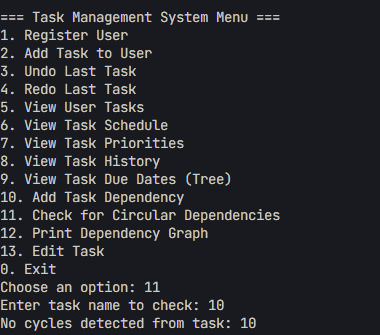 === Task Management System Menu ===
1. Register User
2. Add Task to User
3. Undo Last Task
4. Redo Last Task
5. View User Tasks
6. View Task Schedule
7. View Task Priorities
8. View Task History
9. View Task Due Dates (Tree)
10. Add Task Dependency
11. Check for Circular Dependencies
12. Print Dependency Graph
13. Edit Task
0. Exit
Choose an option: 11
Enter task name to check: 10
No cycles detected from task: 10